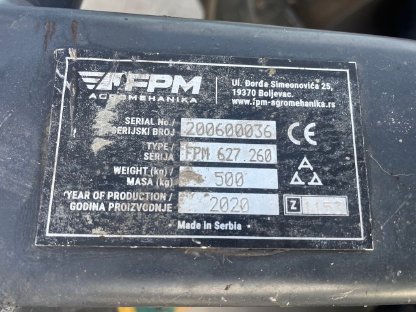 FPM
AGROMEHANIKA
Ul. Đorđa Simeonovića 25,
19370 Boljevac.
www.fpm-agromehanika.rs
SERIAL No./
SERIJSKI BROJ
200600036
CE
TYPE/
SERIJA
FPM 627.260
WEIGHT (kg)/
MASA (kg)
500
YEAR OF PRODUCTION/
GODINA PROIZVODNJE
2020
Z
Made in Serbia